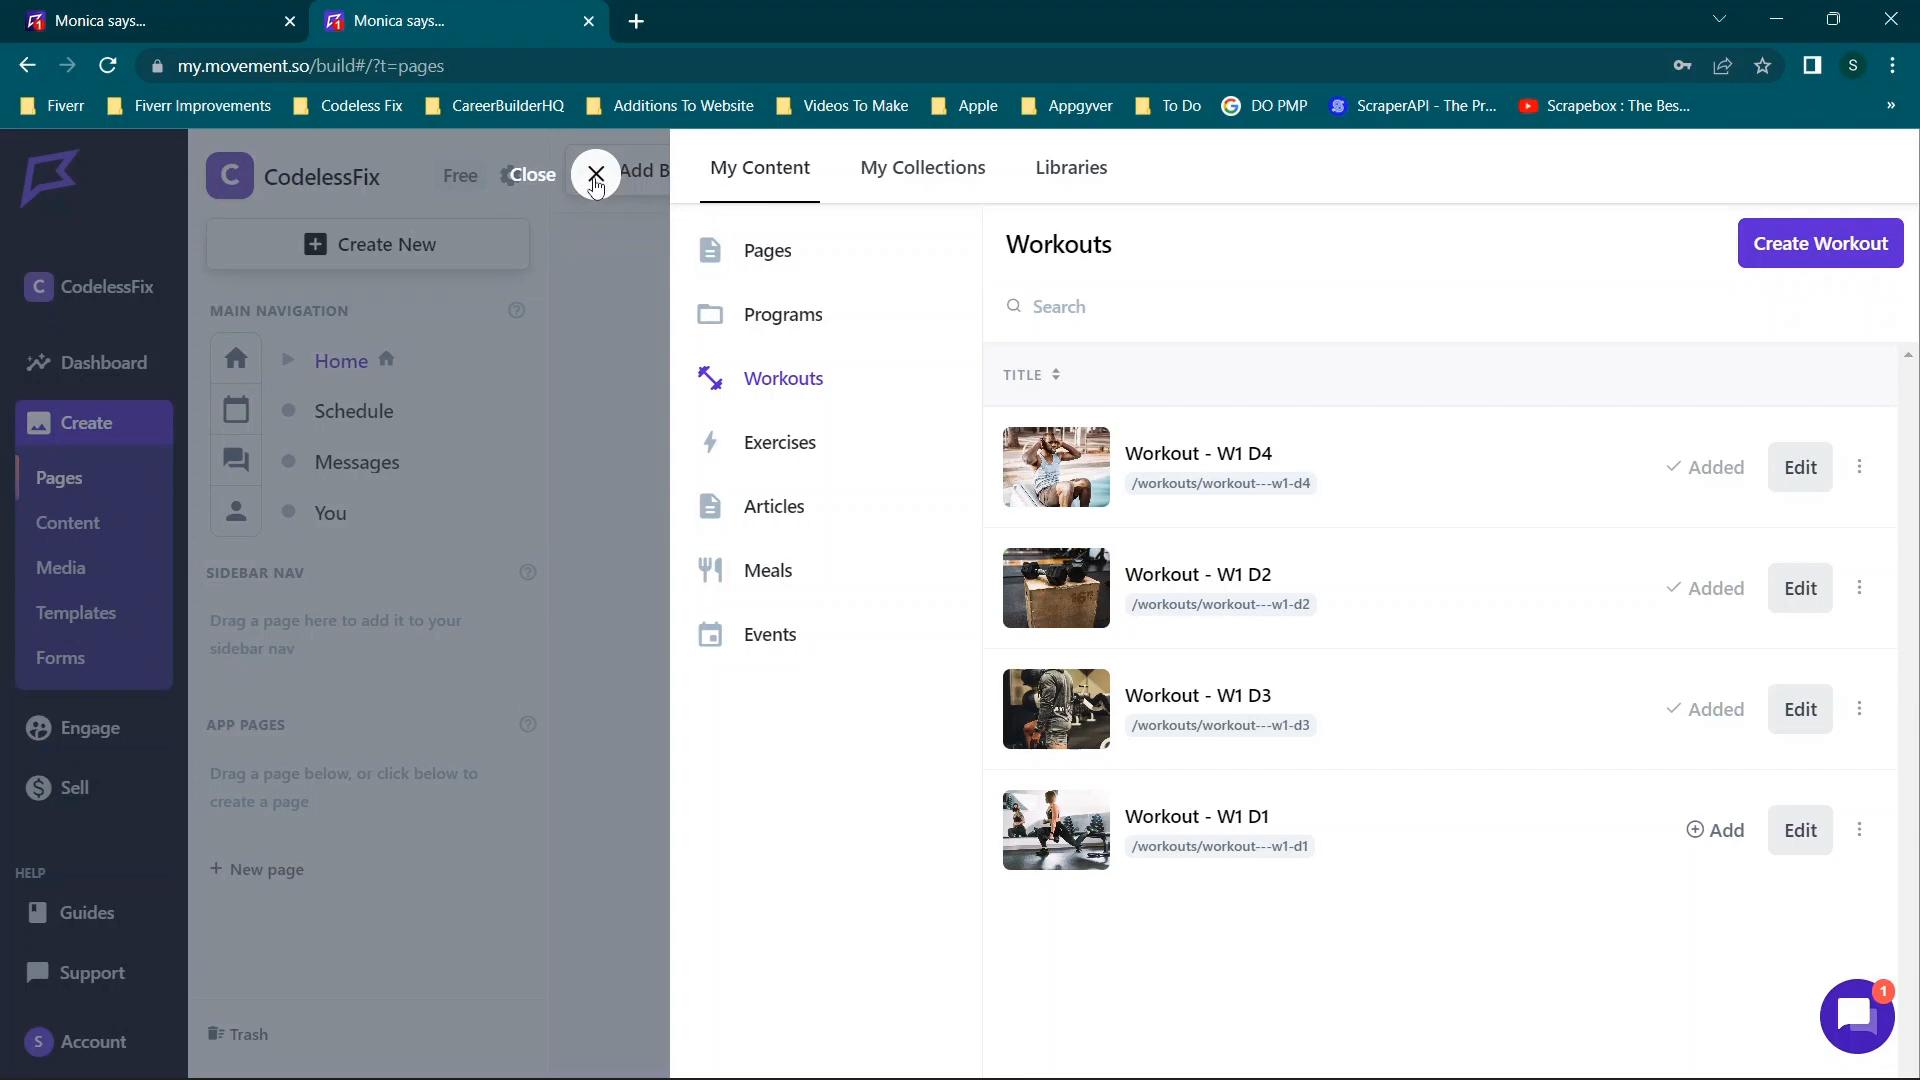 Monica says...
Monica says...
my.movement.so/build#/?t=pages
S
Fiverr
Fiverr Improvements
Codeless Fix
CareerBuilderHQ
Additions To Website
Videos To Make
Apple
Appgyver
To Do
DO PMP
ScraperAPI - The Pr...
Scrapebox : The Bes...
»
C CodelessFix
Dashboard
Create
Pages
Content
Media
Templates
Forms
Engage
Sell
HELP
Guides
Support
S Account
C CodelessFix Free
Close
Add B
Create New
MAIN NAVIGATION
Home
Schedule
Messages
You
SIDEBAR NAV
Drag a page here to add it to your
sidebar nav
APP PAGES
Drag a page below, or click below to
create a page
+ New page
Trash
My Content
My Collections
Libraries
Pages
Programs
Workouts
Exercises
Articles
Meals
Events
Workouts
Create Workout
Search
TITLE
Workout - W1 D4
/workouts/workout---w1-d4
Added
Edit
Workout - W1 D2
/workouts/workout---w1-d2
Added
Edit
Workout - W1 D3
/workouts/workout---w1-d3
Added
Edit
Workout - W1 D1
/workouts/workout---w1-d1
Add
Edit
1